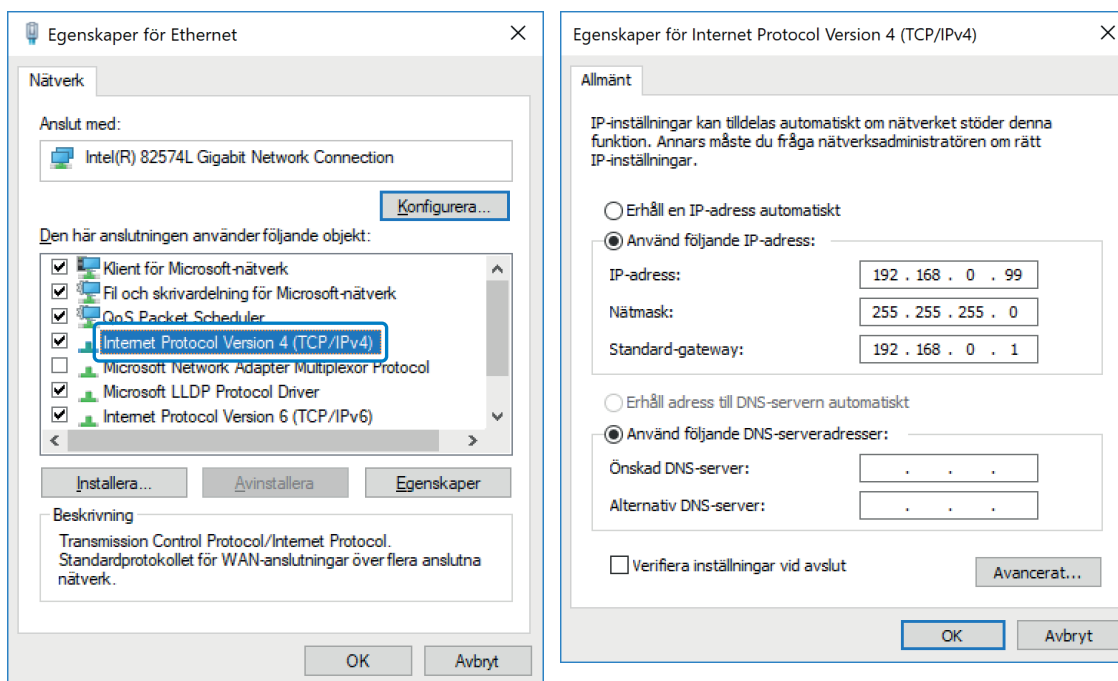 Egenskaper för Ethernet
Nätverk
Anslut med:
Intel(R) 82574L Gigabit Network Connection
Konfigurera...
Den här anslutningen använder följande objekt:
Klient för Microsoft-nätverk
Fil och skrivardelning för Microsoft-nätverk
QoS Packet Scheduler
Internet Protocol Version 4 (TCP/IPv4)
Microsoft Network Adapter Multiplexor Protocol
Microsoft LLDP Protocol Driver
Internet Protocol Version 6 (TCP/IPv6)
Installera...
Avinstallera
Egenskaper
Beskrivning
Transmission Control Protocol/Internet Protocol.
Standardprotokollet för WAN-anslutningar över flera anslutna
nätverk.
OK
Avbryt
Egenskaper för Internet Protocol Version 4 (TCP/IPv4)
Allmänt
IP-inställningar kan tilldelas automatiskt om nätverket stöder denna
funktion. Annars måste du fråga nätverksadministratören om rätt
IP-inställningar.
Erhåll en IP-adress automatiskt
Använd följande IP-adress:
IP-adress: 192 . 168 . 0 . 99
Nätmask: 255 . 255 . 255 . 0
Standard-gateway: 192 . 168 . 0 . 1
Erhåll adress till DNS-servern automatiskt
Använd följande DNS-serveradresser:
Önskad DNS-server: . . .
Alternativ DNS-server: . . .
Verifiera inställningar vid avslut
Avancerat...
OK
Avbryt